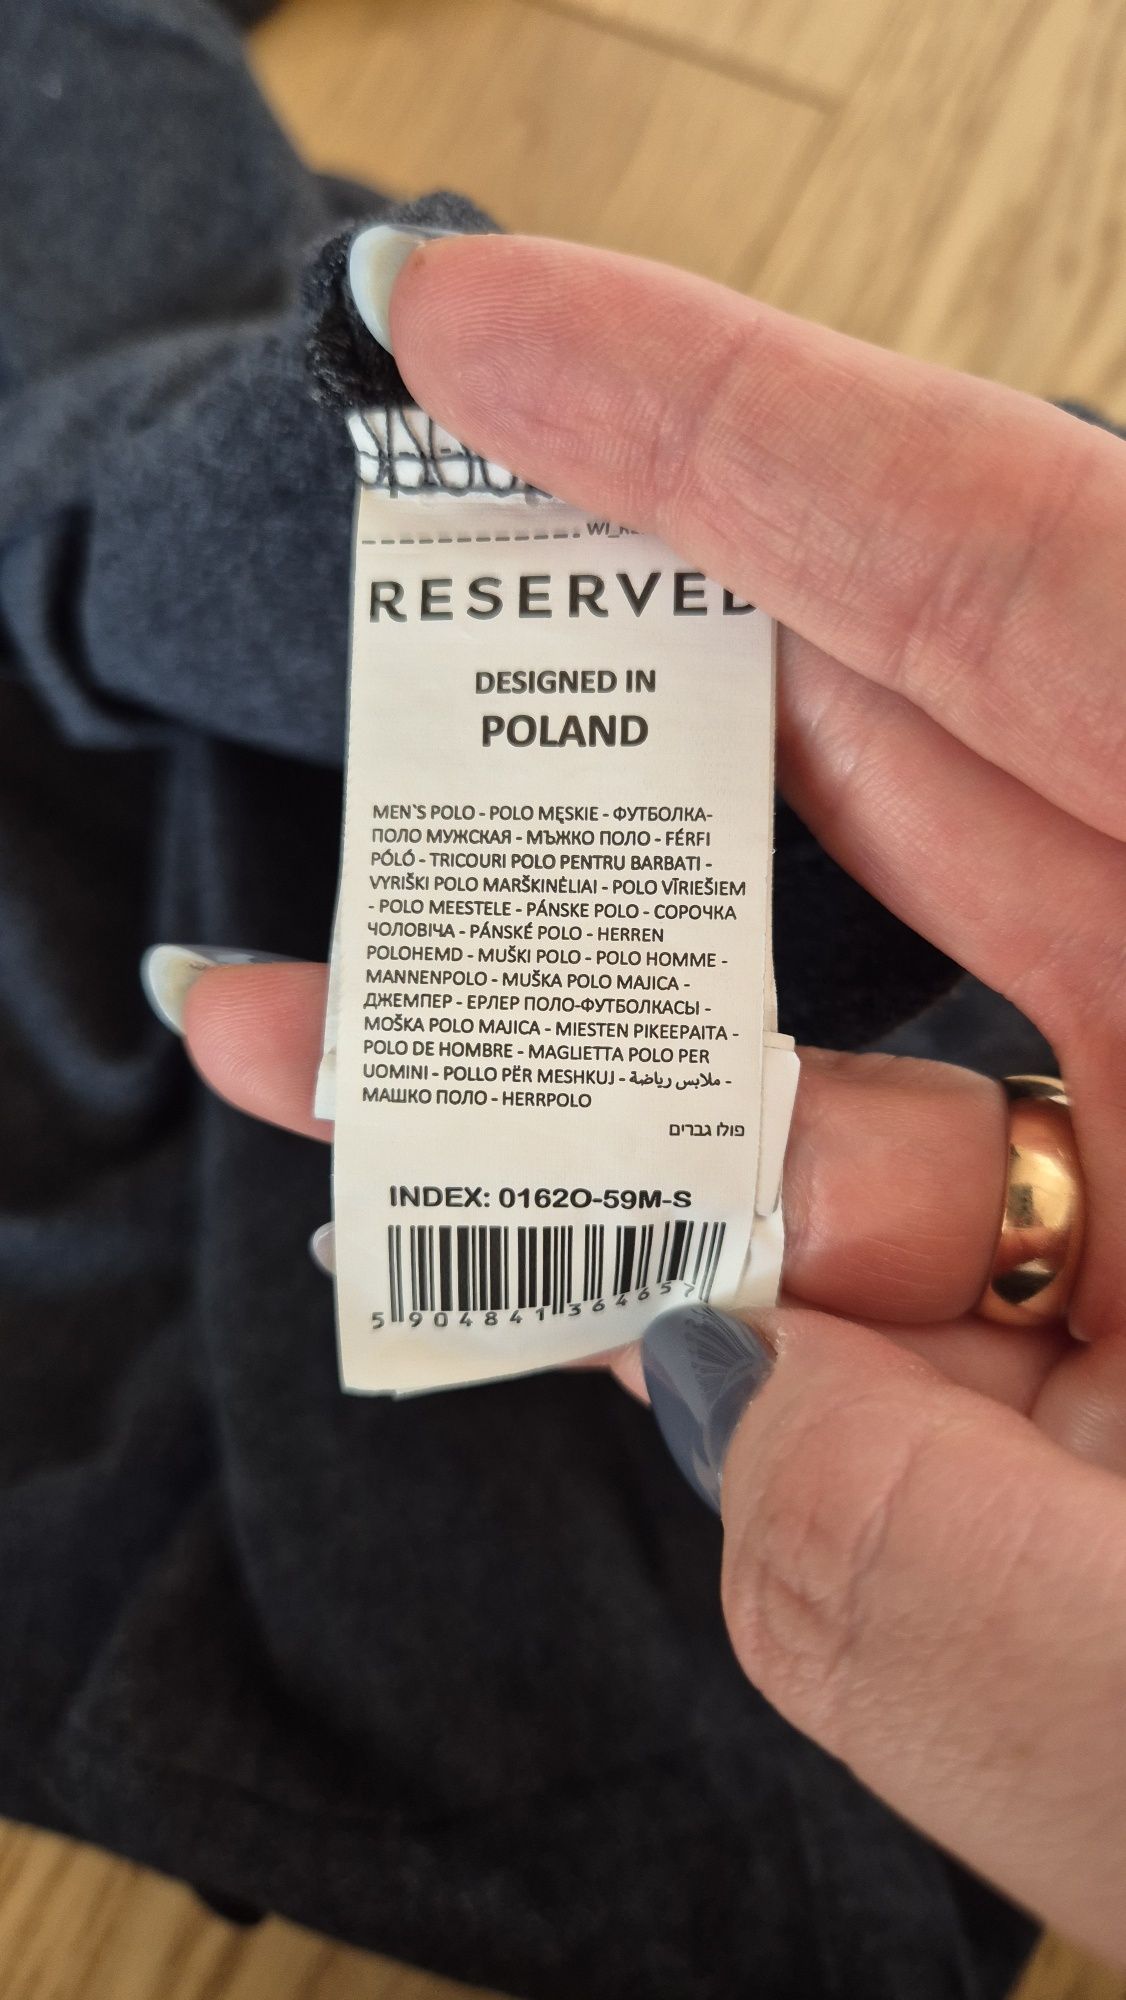 RESERVED
DESIGNED IN
POLAND
MEN`S POLO - POLO MĘSKIE - ФУТБОЛКА-
ПОЛО МУЖСКАЯ - МЪЖКО ПОЛО - FÉRFI
PÓLÓ - TRICOURI POLO PENTRU BARBATI -
VYRIŠKI POLO MARŠKINĖLIAI - POLO VĪRIEŠIEM
- POLO MEESTELE - PÁNSKE POLO - СОРОЧКА
ЧОЛОВІЧА - PÁNSKÉ POLO - HERREN
POLOHEMD - MUŠKI POLO - POLO HOMME -
MANNENPOLO - MUŠKA POLO MAJICA -
ДЖЕМПЕР - ЕРЛЕР ПОЛО-ФУТБОЛКАСЫ -
MOŠKA POLO MAJICA - MIESTEN PIKEEPAITA -
POLO DE HOMBRE - MAGLIETTA POLO PER
UOMINI - POLLO PËR MESHKUJ - ملابس رياضة -
МАШКО ПОЛО - HERRPOLO
פולו גברים
INDEX: 0162O-59M-S
5904841364657